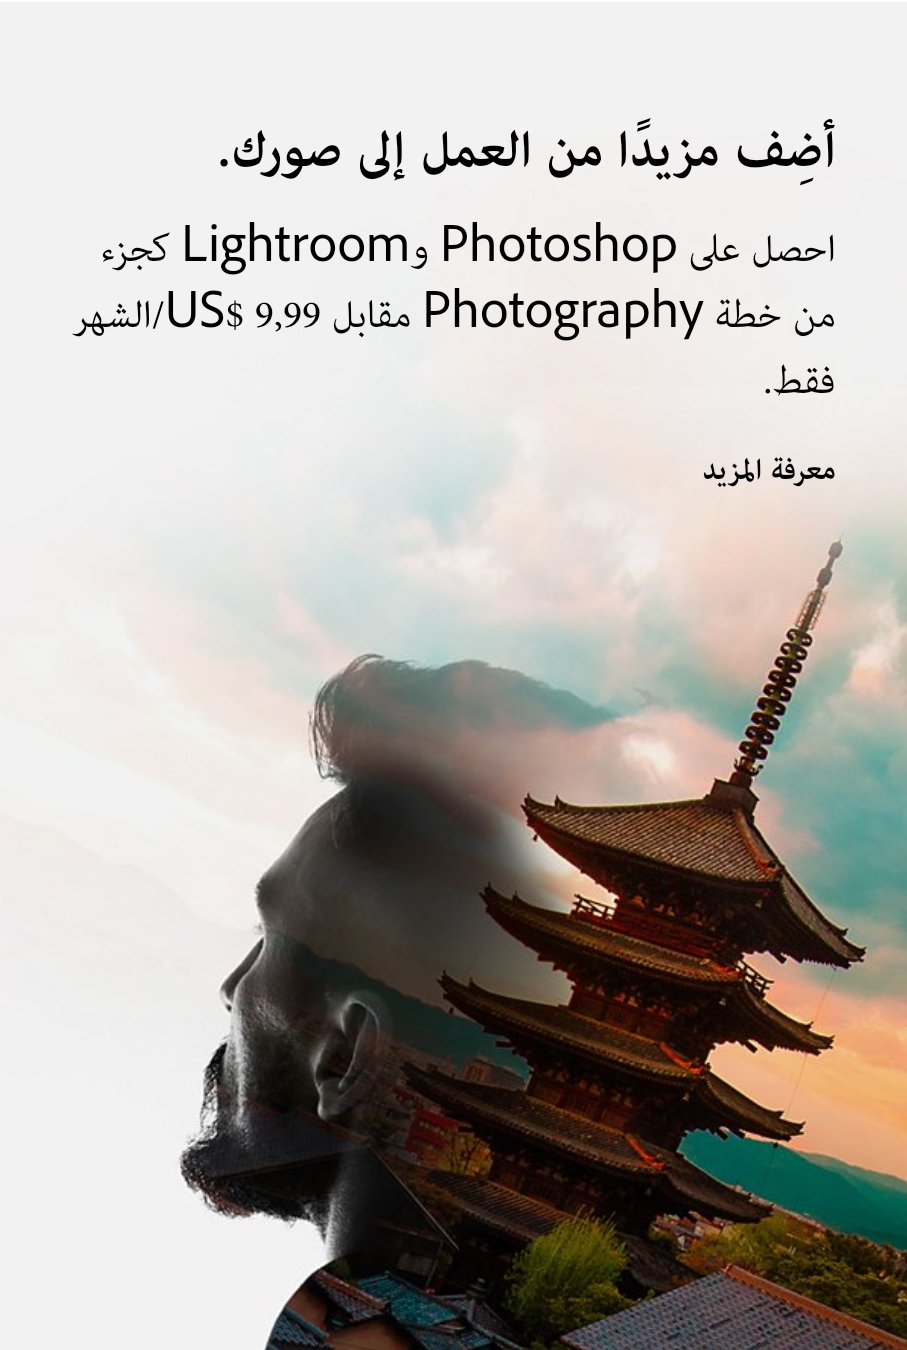 أضِف مزيدًا من العمل إلى صورك.
احصل على Photoshop وLightroom كجزء
من خطة Photography مقابل US$ 9,99/الشهر
فقط.
معرفة المزيد